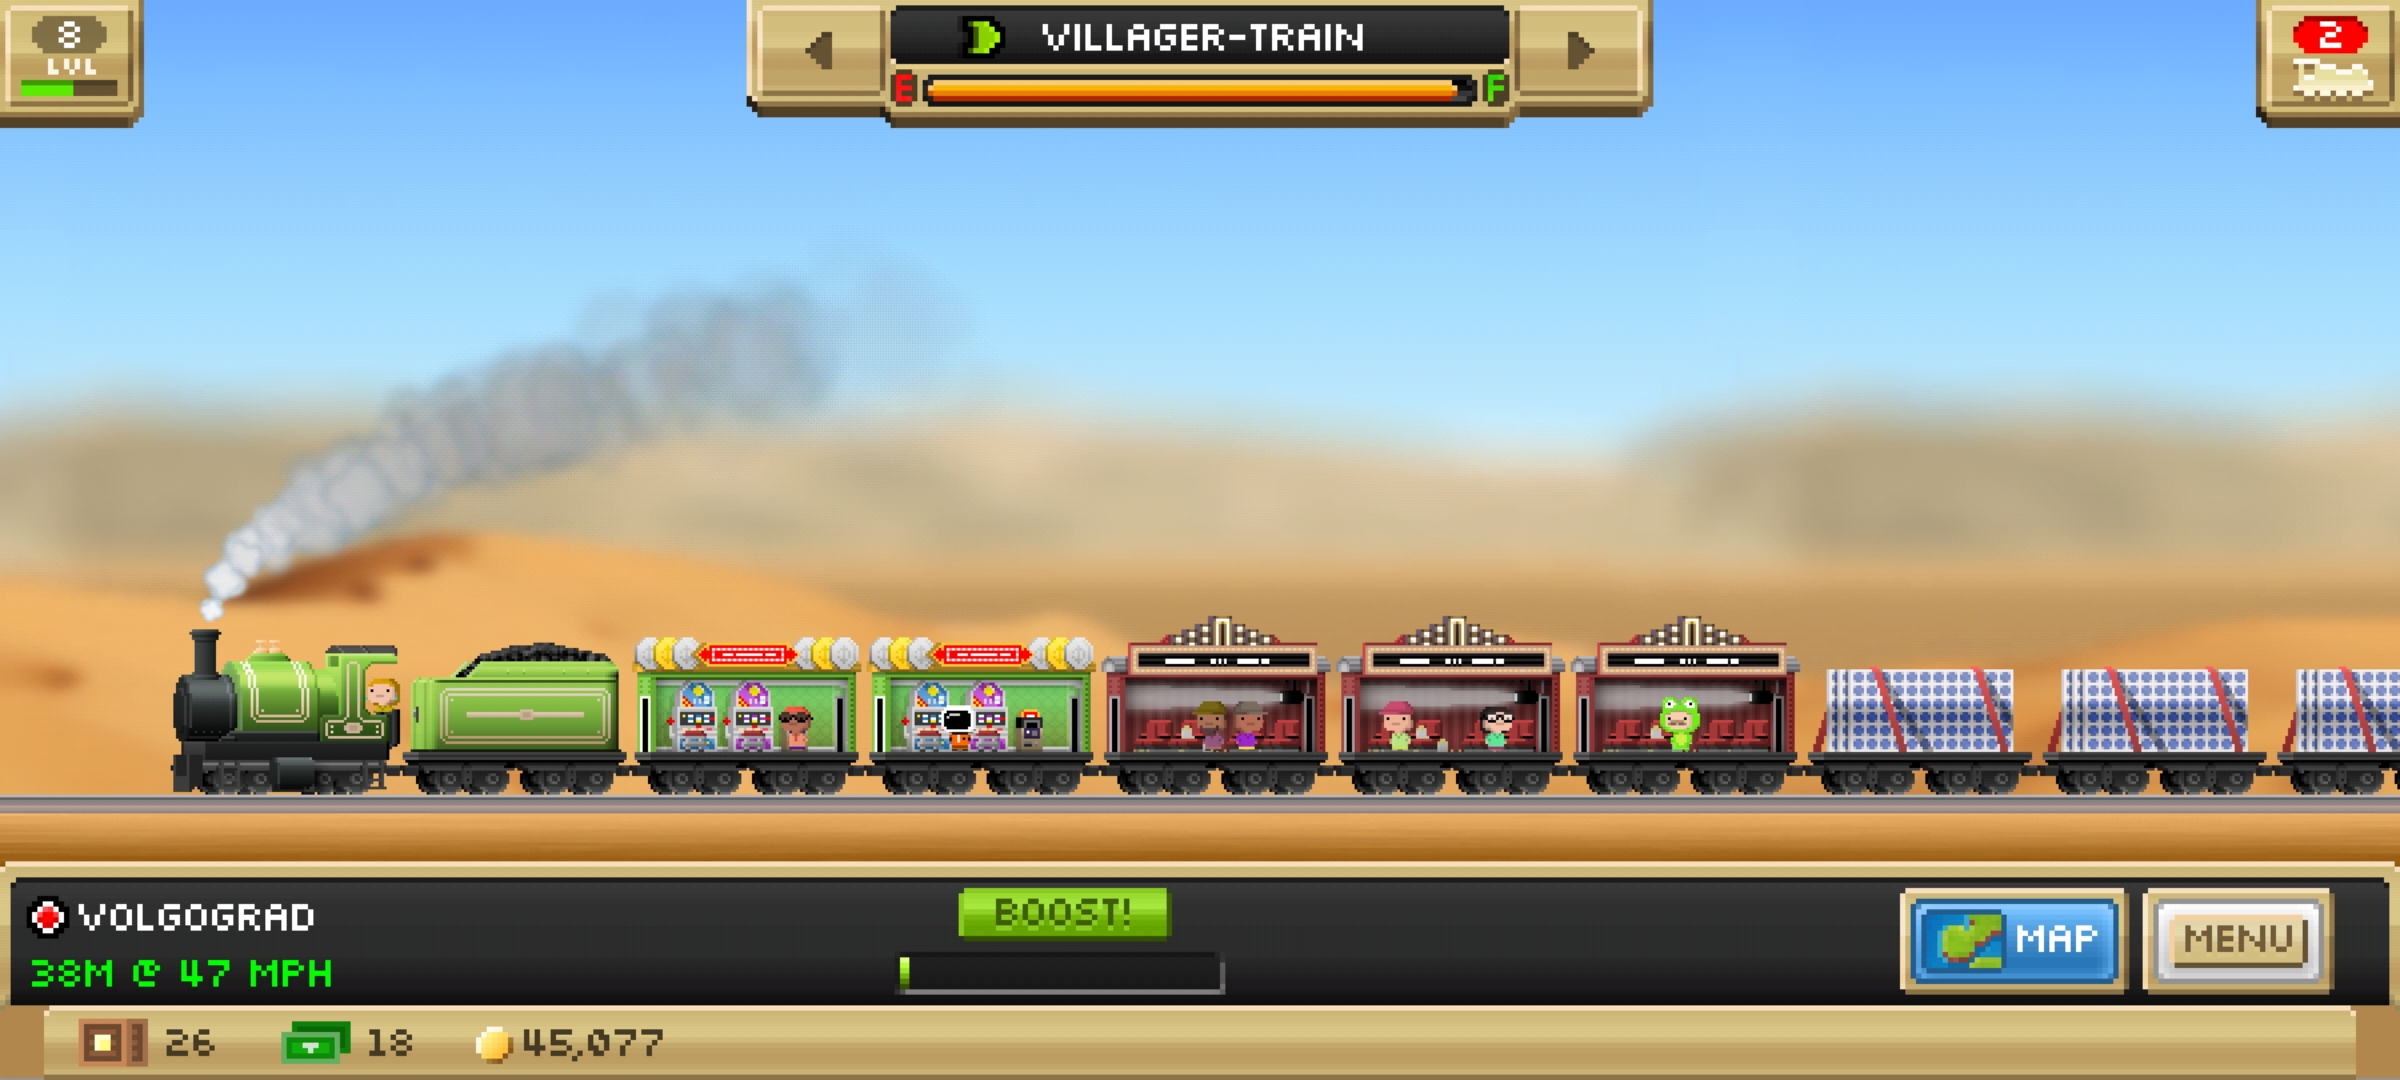 8
LVL
VILLAGER-TRAIN
E F
2
VOLGOGRAD
38M @ 47 MPH
BOOST!
MAP
MENU
26 18 45,077